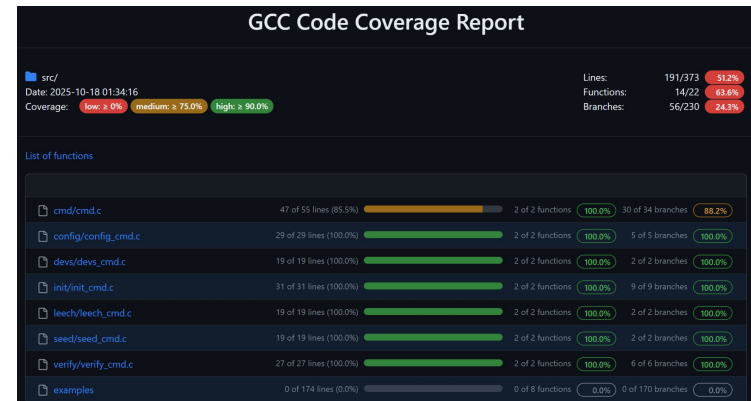 GCC Code Coverage Report
src/
Date: 2025-10-18 01:34:16
Coverage: low: ≥ 0% medium: ≥ 75.0% high: ≥ 90.0%
Lines: 191/373 51.2%
Functions: 14/22 63.6%
Branches: 56/230 24.3%
List of functions
cmd/cmd.c 47 of 55 lines (85.5%) 2 of 2 functions 100.0% 30 of 34 branches 88.2%
config/config_cmd.c 29 of 29 lines (100.0%) 2 of 2 functions 100.0% 5 of 5 branches 100.0%
devs/devs_cmd.c 19 of 19 lines (100.0%) 2 of 2 functions 100.0% 2 of 2 branches 100.0%
init/init_cmd.c 31 of 31 lines (100.0%) 2 of 2 functions 100.0% 9 of 9 branches 100.0%
leech/leech_cmd.c 19 of 19 lines (100.0%) 2 of 2 functions 100.0% 2 of 2 branches 100.0%
seed/seed_cmd.c 19 of 19 lines (100.0%) 2 of 2 functions 100.0% 2 of 2 branches 100.0%
verify/verify_cmd.c 27 of 27 lines (100.0%) 2 of 2 functions 100.0% 6 of 6 branches 100.0%
examples 0 of 174 lines (0.0%) 0 of 8 functions 0.0% 0 of 170 branches 0.0%